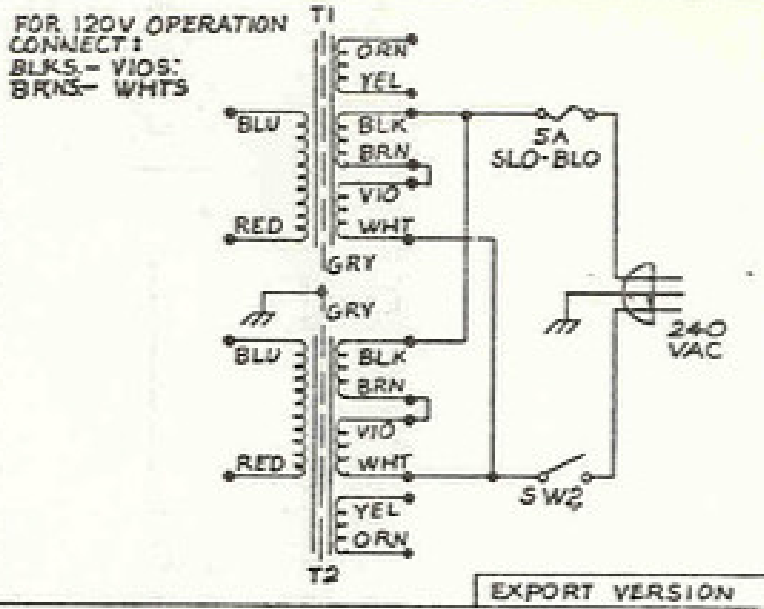 FOR 120V OPERATION
CONNECT:
BLKS.- VIOS:
BRNS- WHTS
T1
ORN
YEL
BLU
BLK
BRN
VIO
RED
WHT
5A
SLO-BLO
GRY
GRY
240
VAC
BLU
BLK
BRN
VIO
RED
WHT
SW2
YEL
ORN
T2
EXPORT VERSION